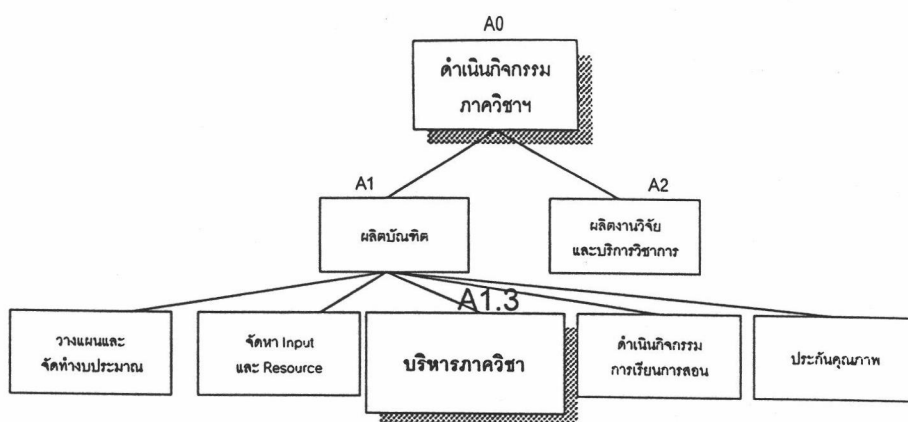 A0
ดำเนินกิจกรรม
ภาควิชาฯ
A1
A2
ผลิตบัณฑิต
ผลิตงานวิจัย
และบริการวิชาการ
A1.3
วางแผนและ
จัดทำงบประมาณ
จัดหา Input
และ Resource
บริหารภาควิชา
ดำเนินกิจกรรม
การเรียนการสอน
ประกันคุณภาพ